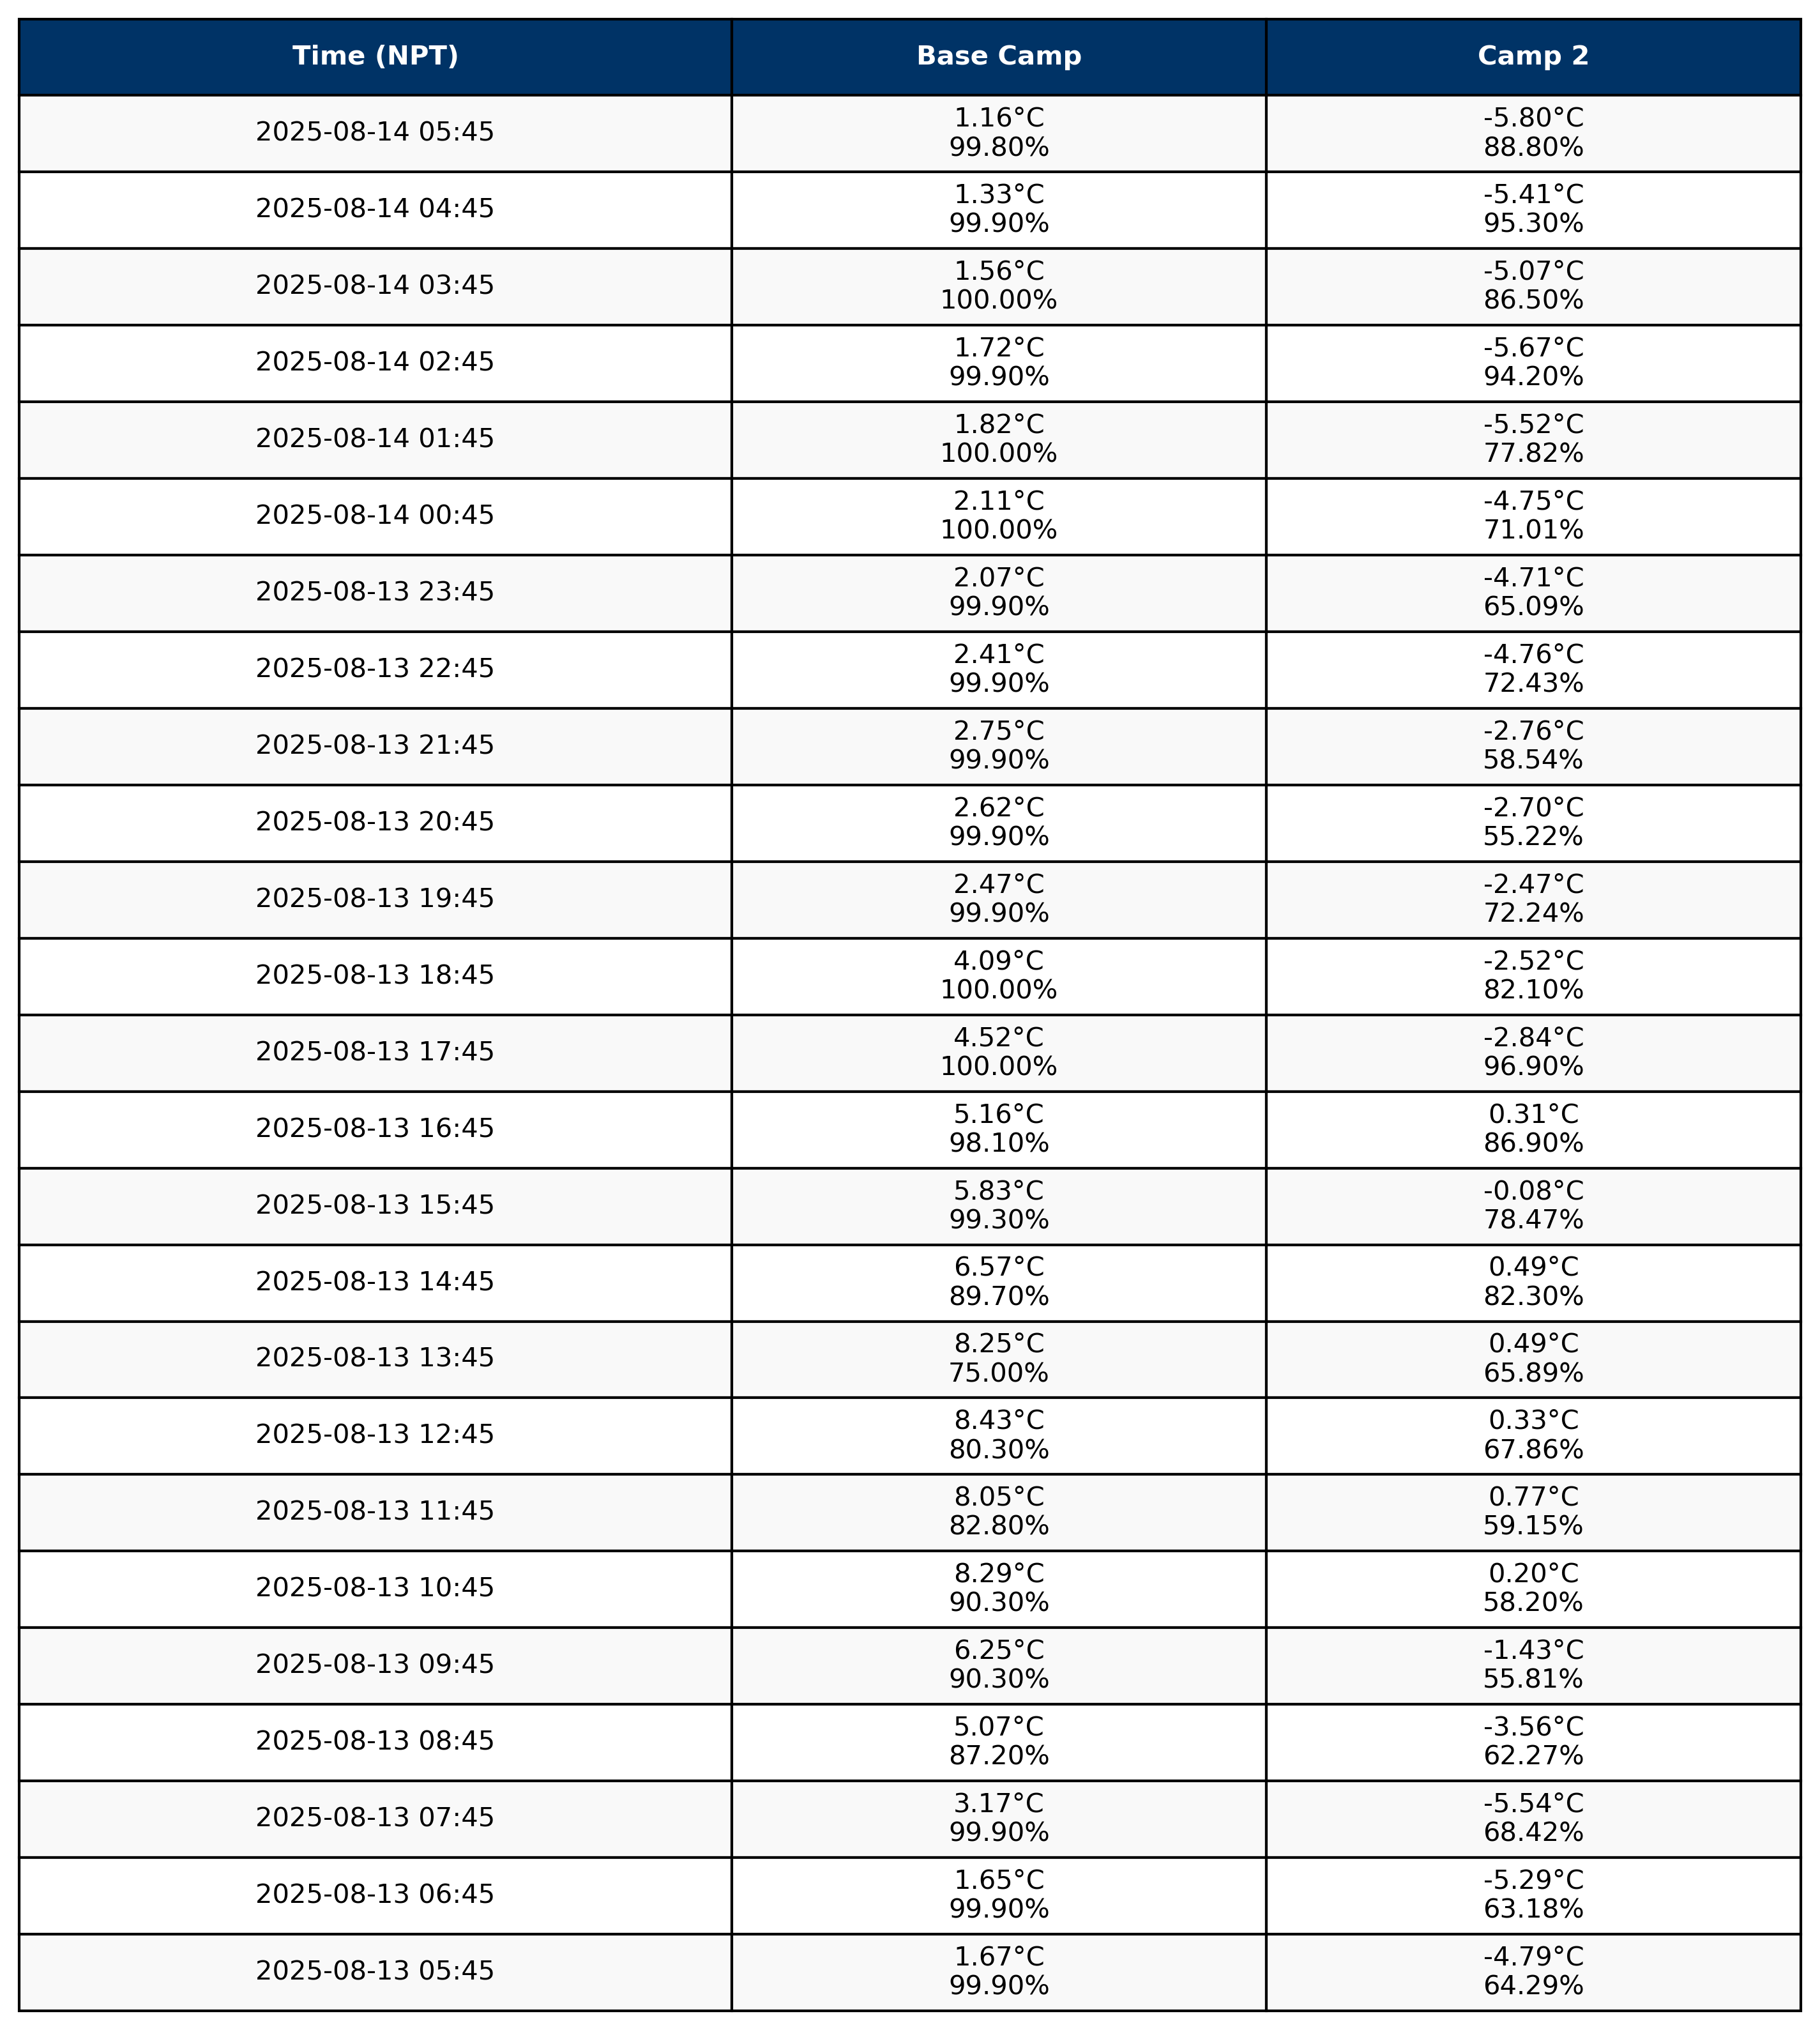 Time (NPT) Base Camp Camp 2
2025-08-14 05:45
1.16°C
99.80%
-5.80°C
88.80%
2025-08-14 04:45
1.33°C
99.90%
-5.41°C
95.30%
2025-08-14 03:45
1.56°C
100.00%
-5.07°C
86.50%
2025-08-14 02:45
1.72°C
99.90%
-5.67°C
94.20%
2025-08-14 01:45
1.82°C
100.00%
-5.52°C
77.82%
2025-08-14 00:45
2.11°C
100.00%
-4.75°C
71.01%
2025-08-13 23:45
2.07°C
99.90%
-4.71°C
65.09%
2025-08-13 22:45
2.41°C
99.90%
-4.76°C
72.43%
2025-08-13 21:45
2.75°C
99.90%
-2.76°C
58.54%
2025-08-13 20:45
2.62°C
99.90%
-2.70°C
55.22%
2025-08-13 19:45
2.47°C
99.90%
-2.47°C
72.24%
2025-08-13 18:45
4.09°C
100.00%
-2.52°C
82.10%
2025-08-13 17:45
4.52°C
100.00%
-2.84°C
96.90%
2025-08-13 16:45
5.16°C
98.10%
0.31°C
86.90%
2025-08-13 15:45
5.83°C
99.30%
-0.08°C
78.47%
2025-08-13 14:45
6.57°C
89.70%
0.49°C
82.30%
2025-08-13 13:45
8.25°C
75.00%
0.49°C
65.89%
2025-08-13 12:45
8.43°C
80.30%
0.33°C
67.86%
2025-08-13 11:45
8.05°C
82.80%
0.77°C
59.15%
2025-08-13 10:45
8.29°C
90.30%
0.20°C
58.20%
2025-08-13 09:45
6.25°C
90.30%
-1.43°C
55.81%
2025-08-13 08:45
5.07°C
87.20%
-3.56°C
62.27%
2025-08-13 07:45
3.17°C
99.90%
-5.54°C
68.42%
2025-08-13 06:45
1.65°C
99.90%
-5.29°C
63.18%
2025-08-13 05:45
1.67°C
99.90%
-4.79°C
64.29%